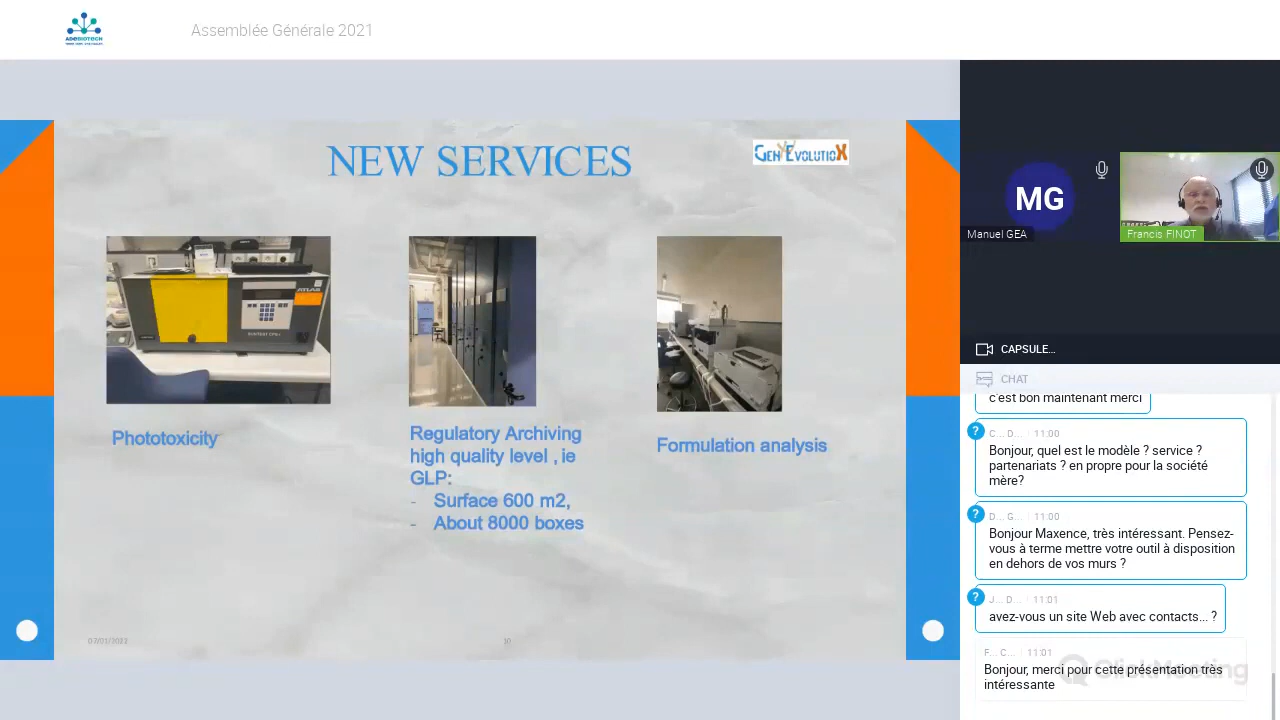 ADEBIOTECH
Assemblée Générale 2021
NEW SERVICES
GenEvolutioX
ATLAS
Phototoxicity
Regulatory Archiving
high quality level , ie
GLP:
- Surface 600 m2,
- About 8000 boxes
Formulation analysis
07/01/2022
10
MG
Manuel GEA
Francis FINOT
CAPSULE...
CHAT
c'est bon maintenant merci
?
C... D... 11:00
Bonjour, quel est le modèle ? service ?
partenariats ? en propre pour la société
mère?
?
D... G... 11:00
Bonjour Maxence, très intéressant. Pensez-
vous à terme mettre votre outil à disposition
en dehors de vos murs ?
?
J... D... 11:01
avez-vous un site Web avec contacts... ?
F... C... 11:01
Bonjour, merci pour cette présentation très
intéressante
ClickMeeting